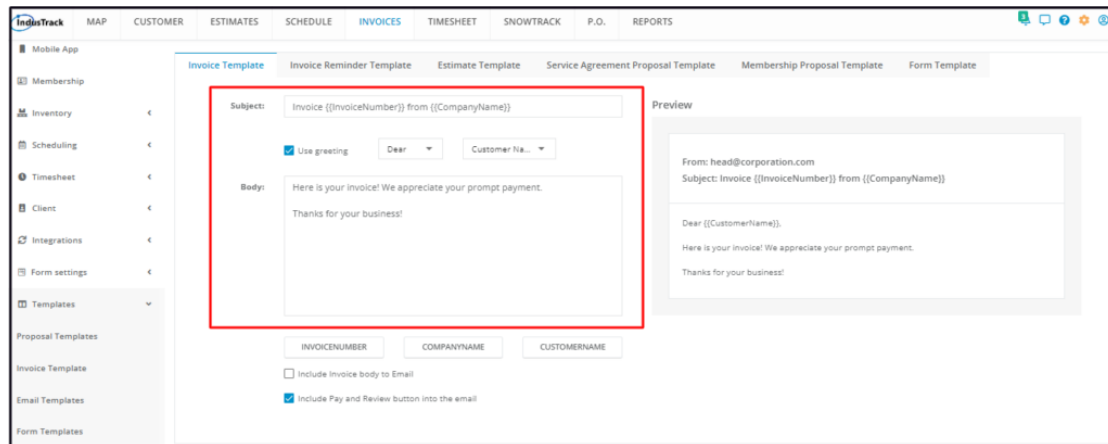 IndusTrack MAP CUSTOMER ESTIMATES SCHEDULE INVOICES TIMESHEET SNOWTRACK P.O. REPORTS 3
Mobile App
Membership
Inventory
Scheduling
Timesheet
Client
Integrations
Form settings
Templates
Proposal Templates
Invoice Template
Email Templates
Form Templates
Invoice Template Invoice Reminder Template Estimate Template Service Agreement Proposal Template Membership Proposal Template Form Template
Subject: Invoice {{InvoiceNumber}} from {{CompanyName}}
Use greeting Dear Customer Na...
Body: Here is your invoice! We appreciate your prompt payment.
Thanks for your business!
INVOICENUMBER COMPANYNAME CUSTOMERNAME
Include Invoice body to Email
Include Pay and Review button into the email
Preview
From: head@corporation.com
Subject: Invoice {{InvoiceNumber}} from {{CompanyName}}
Dear {{CustomerName}},
Here is your invoice! We appreciate your prompt payment.
Thanks for your business!